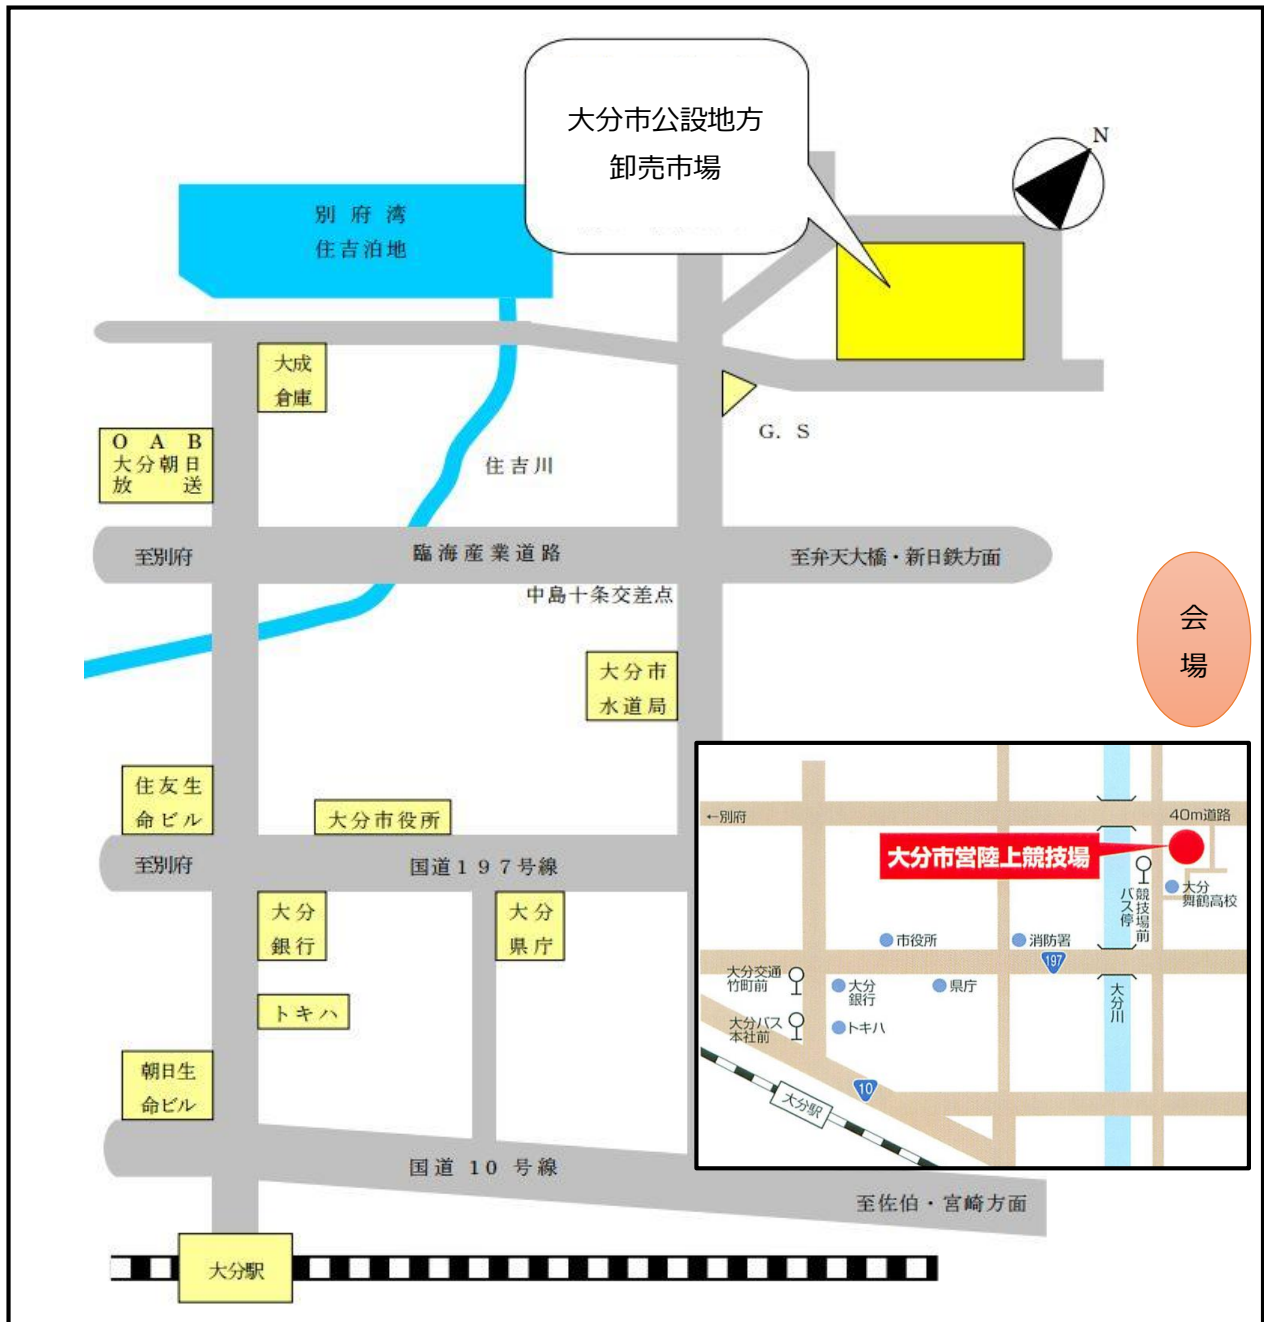 大分市公設地方
卸売市場
N
別府湾
住吉泊地
大成
倉庫
G. S
O A B
大分朝日
放送
住吉川
至別府
臨海産業道路
至弁天大橋・新日鉄方面
中島十条交差点
会
場
大分市
水道局
住友生
命ビル
大分市役所
至別府
国道197号線
大分
銀行
大分
県庁
トキハ
朝日生
命ビル
国道 10 号線
至佐伯・宮崎方面
大分駅
←別府
40m道路
大分市営陸上競技場
競技場前
バス停
大分
舞鶴高校
市役所
消防署
197
大分交通
竹町前
大分
銀行
県庁
大分川
大分バス
本社前
トキハ
10
大分駅